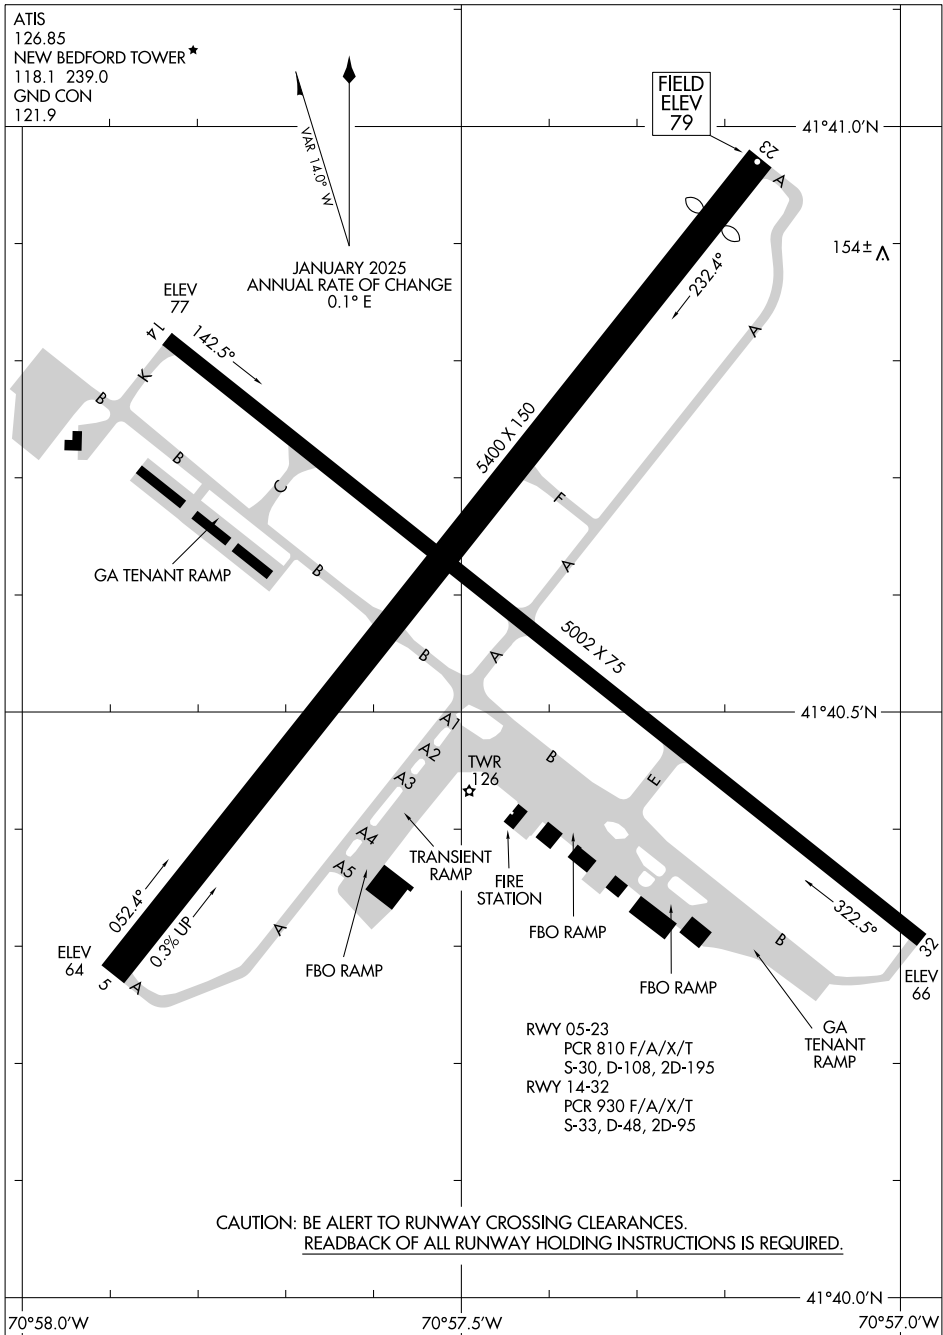 ATIS
126.85
NEW BEDFORD TOWER ★
118.1 239.0
GND CON
121.9
VAR 14.0° W
JANUARY 2025
ANNUAL RATE OF CHANGE
0.1° E
FIELD
ELEV
79
41°41.0'N
23
A
154±
232.4°
A
ELEV
77
14
142.5°
K
B
B
C
5400 X 150
F
A
GA TENANT RAMP
B
B
A
5002 X 75
41°40.5'N
A1
A2
A3
A4
A5
TWR
126
B
E
TRANSIENT
RAMP
FIRE
STATION
FBO RAMP
FBO RAMP
FBO RAMP
B
322.5°
32
ELEV
66
GA
TENANT
RAMP
052.4°
0.3% UP
A
ELEV
64
5
A
RWY 05-23
PCR 810 F/A/X/T
S-30, D-108, 2D-195
RWY 14-32
PCR 930 F/A/X/T
S-33, D-48, 2D-95
CAUTION: BE ALERT TO RUNWAY CROSSING CLEARANCES.
READBACK OF ALL RUNWAY HOLDING INSTRUCTIONS IS REQUIRED.
41°40.0'N
70°58.0'W
70°57.5'W
70°57.0'W